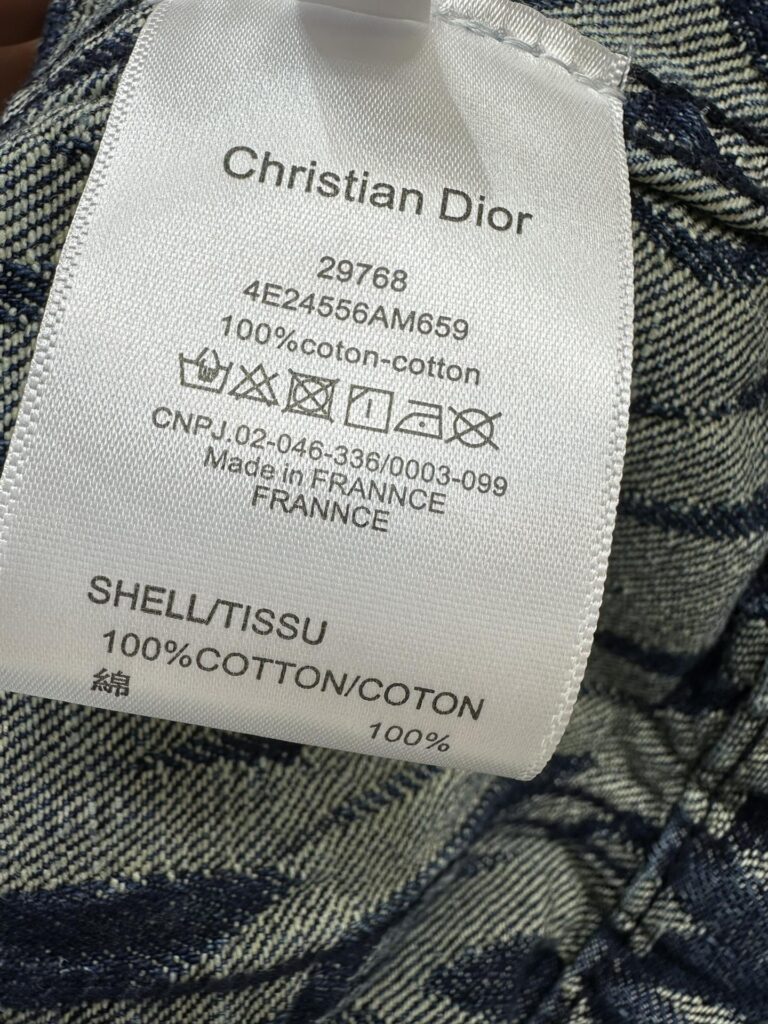 Christian Dior
29768
4E24556AM659
100%coton-cotton
CNPJ.02-046-336/0003-099
Made in FRANNCE
FRANNCE
SHELL/TISSU
100%COTTON/COTON
綿
100%